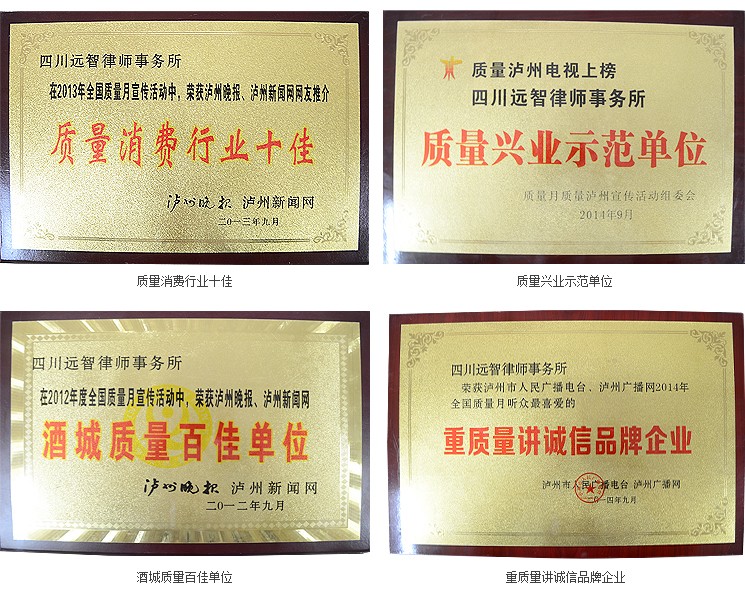 四川远智律师事务所
在2013年全国质量月宣传活动中，荣获泸州晚报、泸州新闻网网友推介
质量消费行业十佳
泸州晚报 泸州新闻网
二〇一三年九月
质量消费行业十佳
质量泸州电视上榜
四川远智律师事务所
质量兴业示范单位
质量月质量泸州宣传活动组委会
2014年9月
质量兴业示范单位
四川远智律师事务所
在2012年度全国质量月宣传活动中，荣获泸州晚报、泸州新闻网
酒城质量百佳单位
泸州晚报 泸州新闻网
二〇一二年九月
酒城质量百佳单位
四川远智律师事务所
荣获泸州市人民广播电台、泸州广播网2014年
全国质量月听众最喜爱的
重质量讲诚信品牌企业
泸州市人民广播电台 泸州广播网
二〇一四年九月
重质量讲诚信品牌企业